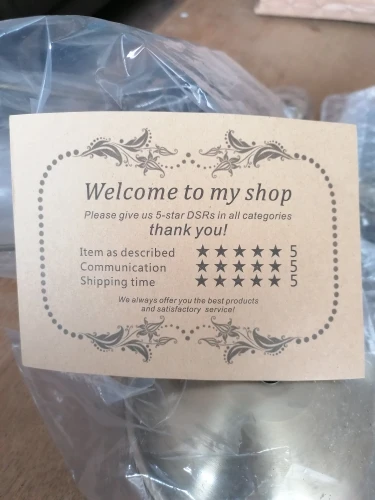 Welcome to my shop
Please give us 5-star DSRs in all categories
thank you!
Item as described ★★★★★ 5
Communication ★★★★★ 5
Shipping time ★★★★★ 5
We always offer you the best products
and satisfactory service!